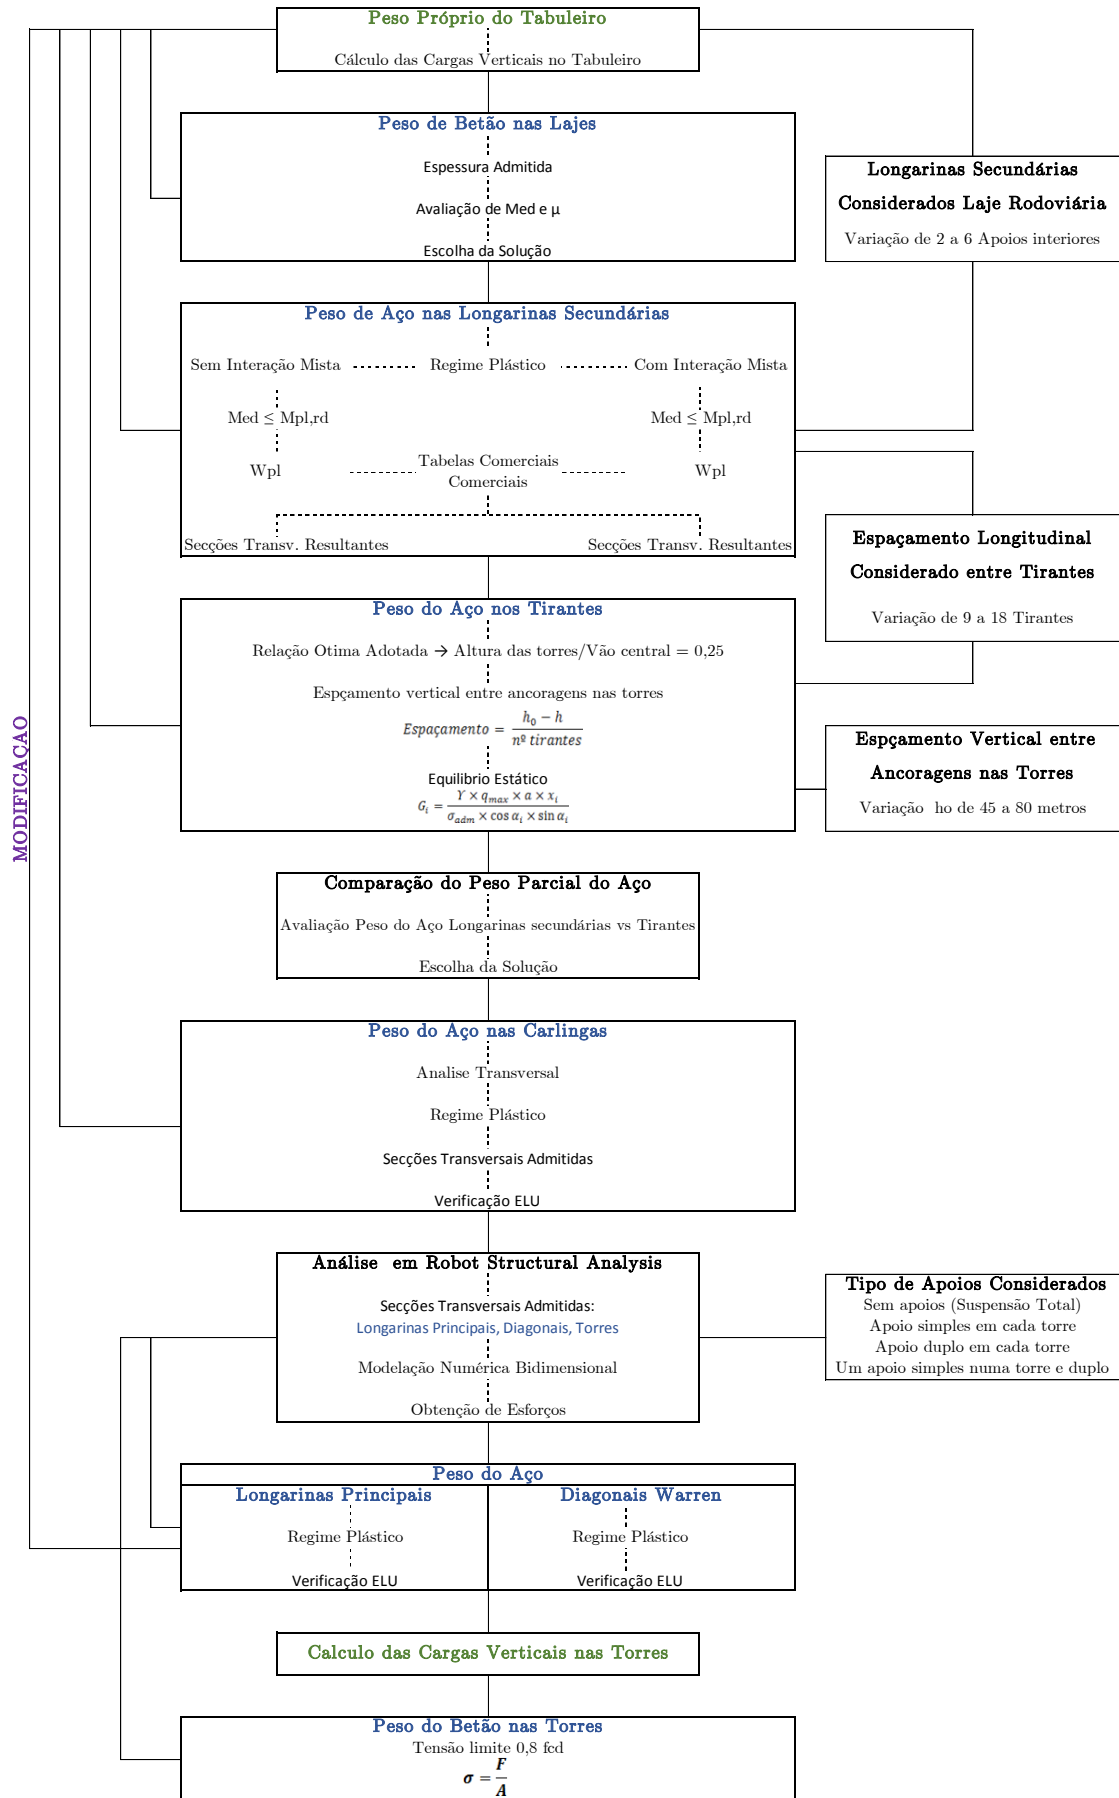 Peso Próprio do Tabuleiro
Cálculo das Cargas Verticais no Tabuleiro
Peso de Betão nas Lajes
Espessura Admitida
Avaliação de Med e μ
Escolha da Solução
Longarinas Secundárias
Considerados Laje Rodoviária
Variação de 2 a 6 Apoios interiores
Peso de Aço nas Longarinas Secundárias
Sem Interação Mista Regime Plástico Com Interação Mista
Med ≤ Mpl,rd Med ≤ Mpl,rd
Wpl Tabelas Comerciais Wpl
Comerciais
Secções Transv. Resultantes Secções Transv. Resultantes
Espaçamento Longitudinal
Considerado entre Tirantes
Variação de 9 a 18 Tirantes
Peso do Aço nos Tirantes
Relação Otima Adotada → Altura das torres/Vão central = 0,25
Espçamento vertical entre ancoragens nas torres
Espaçamento = (h₀ − h) / (nº tirantes)
Equilibrio Estático
Gᵢ = (ϒ × q_max × a × xᵢ) / (σ_adm × cos αᵢ × sin αᵢ)
Espçamento Vertical entre
Ancoragens nas Torres
Variação ho de 45 a 80 metros
MODIFICAÇAO
Comparação do Peso Parcial do Aço
Avaliação Peso do Aço Longarinas secundárias vs Tirantes
Escolha da Solução
Peso do Aço nas Carlingas
Analise Transversal
Regime Plástico
Secções Transversais Admitidas
Verificação ELU
Análise em Robot Structural Analysis
Secções Transversais Admitidas:
Longarinas Principais, Diagonais, Torres
Modelação Numérica Bidimensional
Obtenção de Esforços
Tipo de Apoios Considerados
Sem apoios (Suspensão Total)
Apoio simples em cada torre
Apoio duplo em cada torre
Um apoio simples numa torre e duplo
Peso do Aço
Longarinas Principais Diagonais Warren
Regime Plástico Regime Plástico
Verificação ELU Verificação ELU
Calculo das Cargas Verticais nas Torres
Peso do Betão nas Torres
Tensão limite 0,8 fcd
σ = F / A